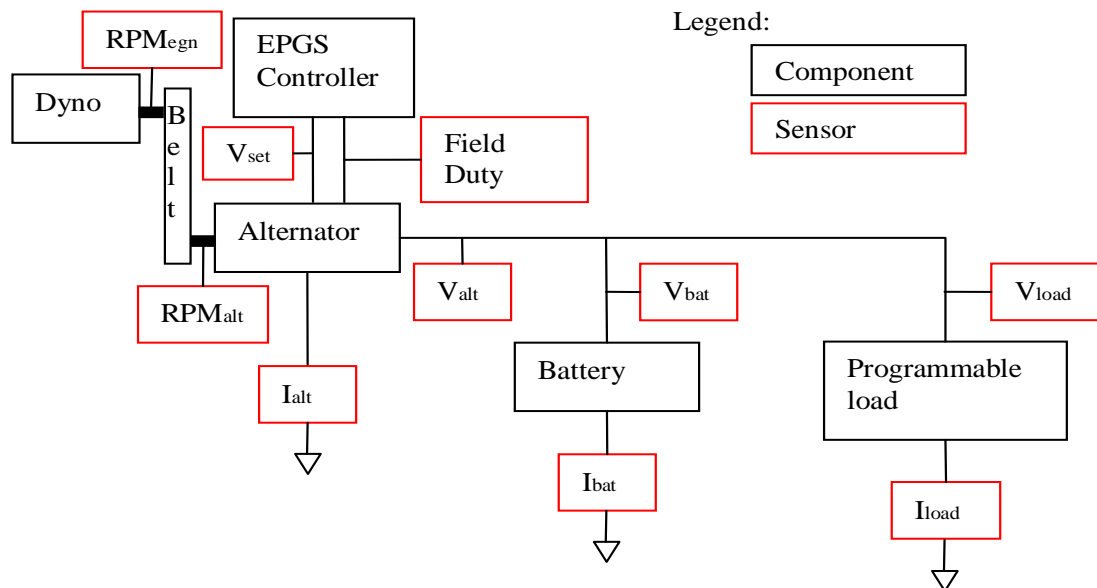 Legend:
RPMegn
EPGS
Controller
Component
Dyno
Belt
Sensor
Vset
Field
Duty
Alternator
Valt
Vbat
Vload
RPMalt
Ialt
Battery
Programmable
load
Ibat
Iload